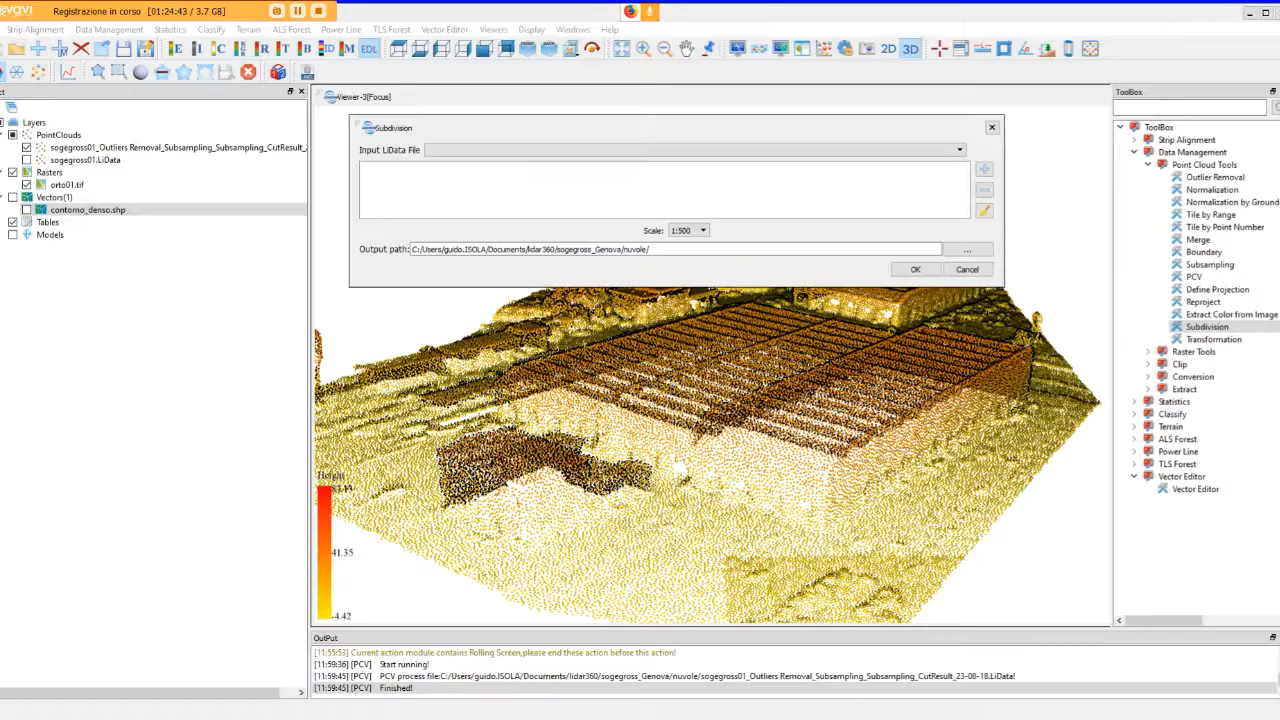 Registrazione in corso [01:24:43 / 3.7 GB]
Strip Alignment Data Management Statistics Classify Terrain ALS Forest Power Line TLS Forest Vector Editor Viewers Display Windows Help
E I C R T B ID M EDL 2D 3D
Viewer-3[Focus]
ToolBox
Layers
PointClouds
sogegross01_Outliers Removal_Subsampling_Subsampling_CutResult_2
sogegross01.LiData
Rasters
orto01.tif
Vectors(1)
contorno_denso.shp
Tables
Models
Subdivision
Input LiData File
Scale: 1:500
Output path: C:/Users/guido.ISOLA/Documents/lidar360/sogegross_Genova/nuvole/
...
OK Cancel
41.35
-4.42
ToolBox
Strip Alignment
Data Management
Point Cloud Tools
Outlier Removal
Normalization
Normalization by Ground
Tile by Range
Tile by Point Number
Merge
Boundary
Subsampling
PCV
Define Projection
Reproject
Extract Color from Image
Subdivision
Transformation
Raster Tools
Clip
Conversion
Extract
Statistics
Classify
Terrain
ALS Forest
Power Line
TLS Forest
Vector Editor
Vector Editor
OutPut
[11:55:53] Current action module contains Rolling Screen,please end these action before this action!
[11:59:36] [PCV] Start running!
[11:59:45] [PCV] PCV process file:C:/Users/guido.ISOLA/Documents/lidar360/sogegross_Genova/nuvole/sogegross01_Outliers Removal_Subsampling_Subsampling_CutResult_23-08-18.LiData!
[11:59:45] [PCV] Finished!